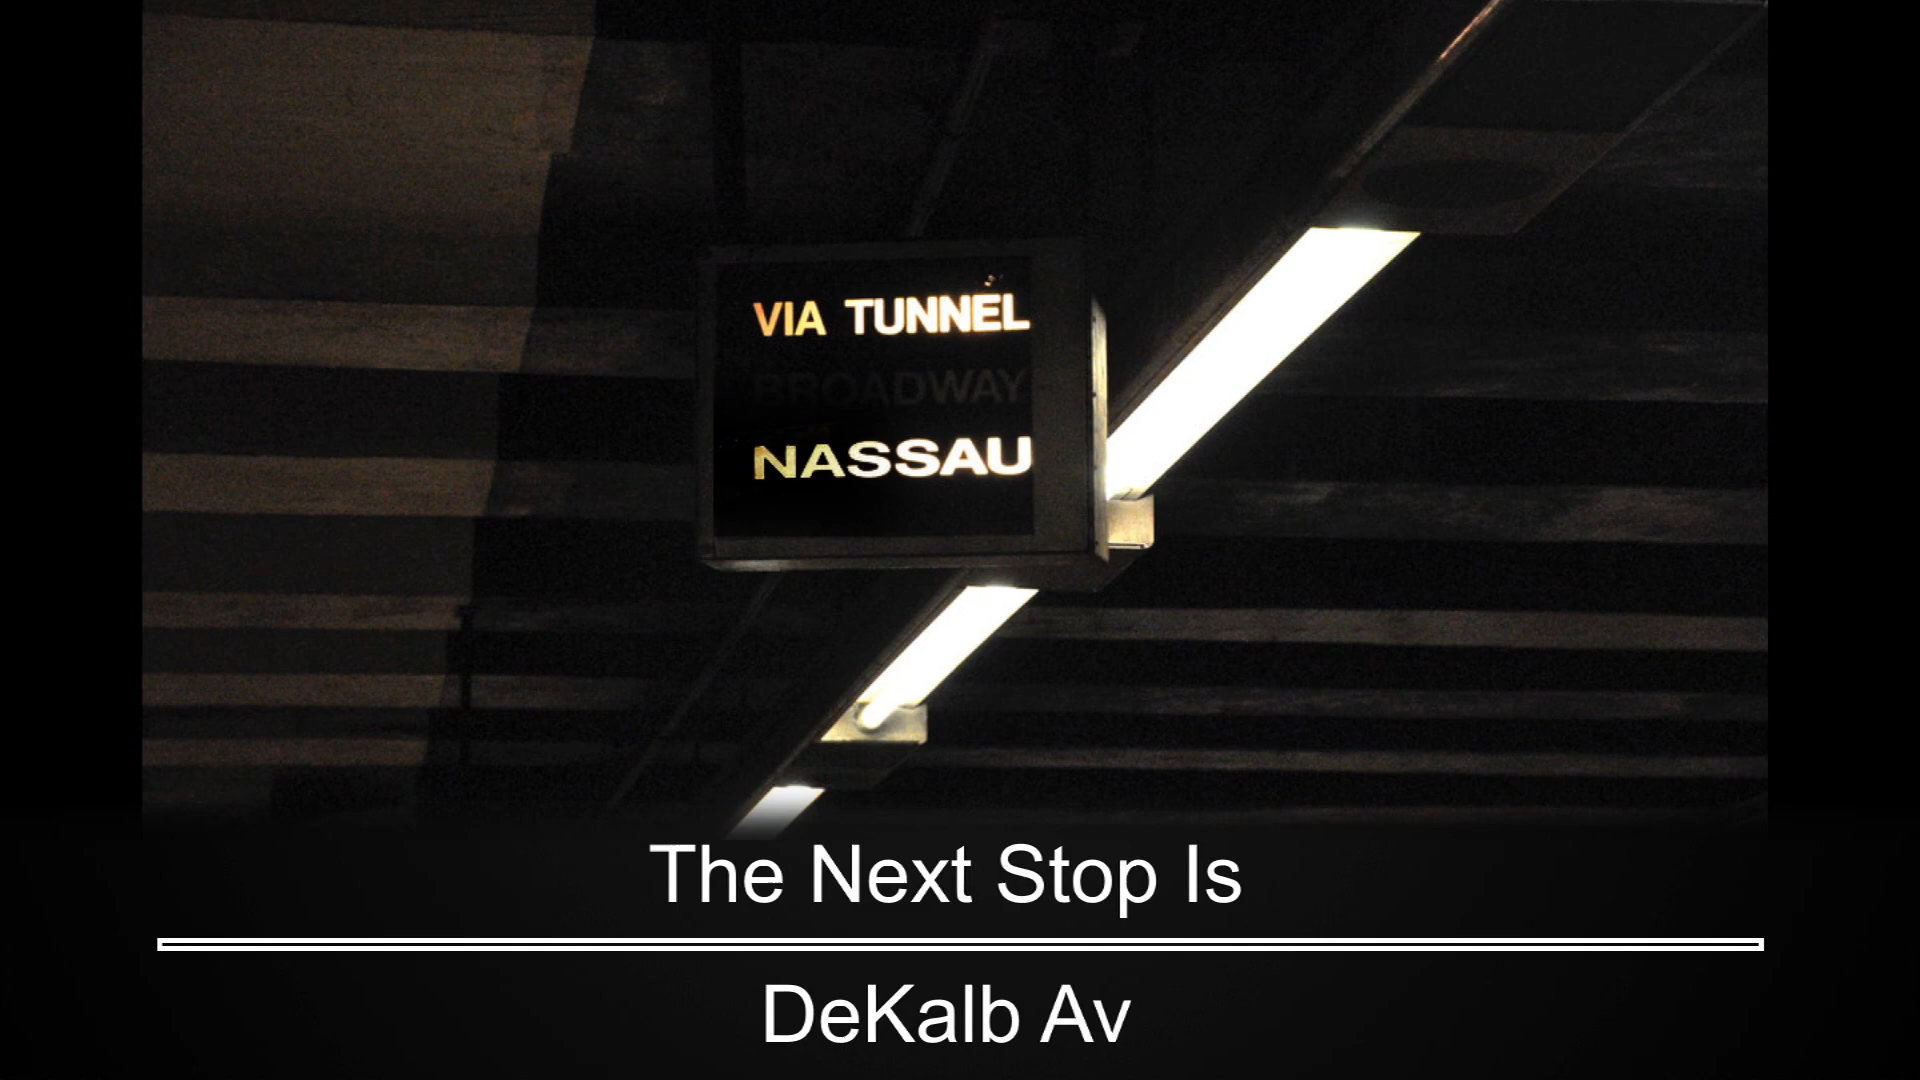 VIA TUNNEL
BROADWAY
NASSAU
The Next Stop Is
DeKalb Av